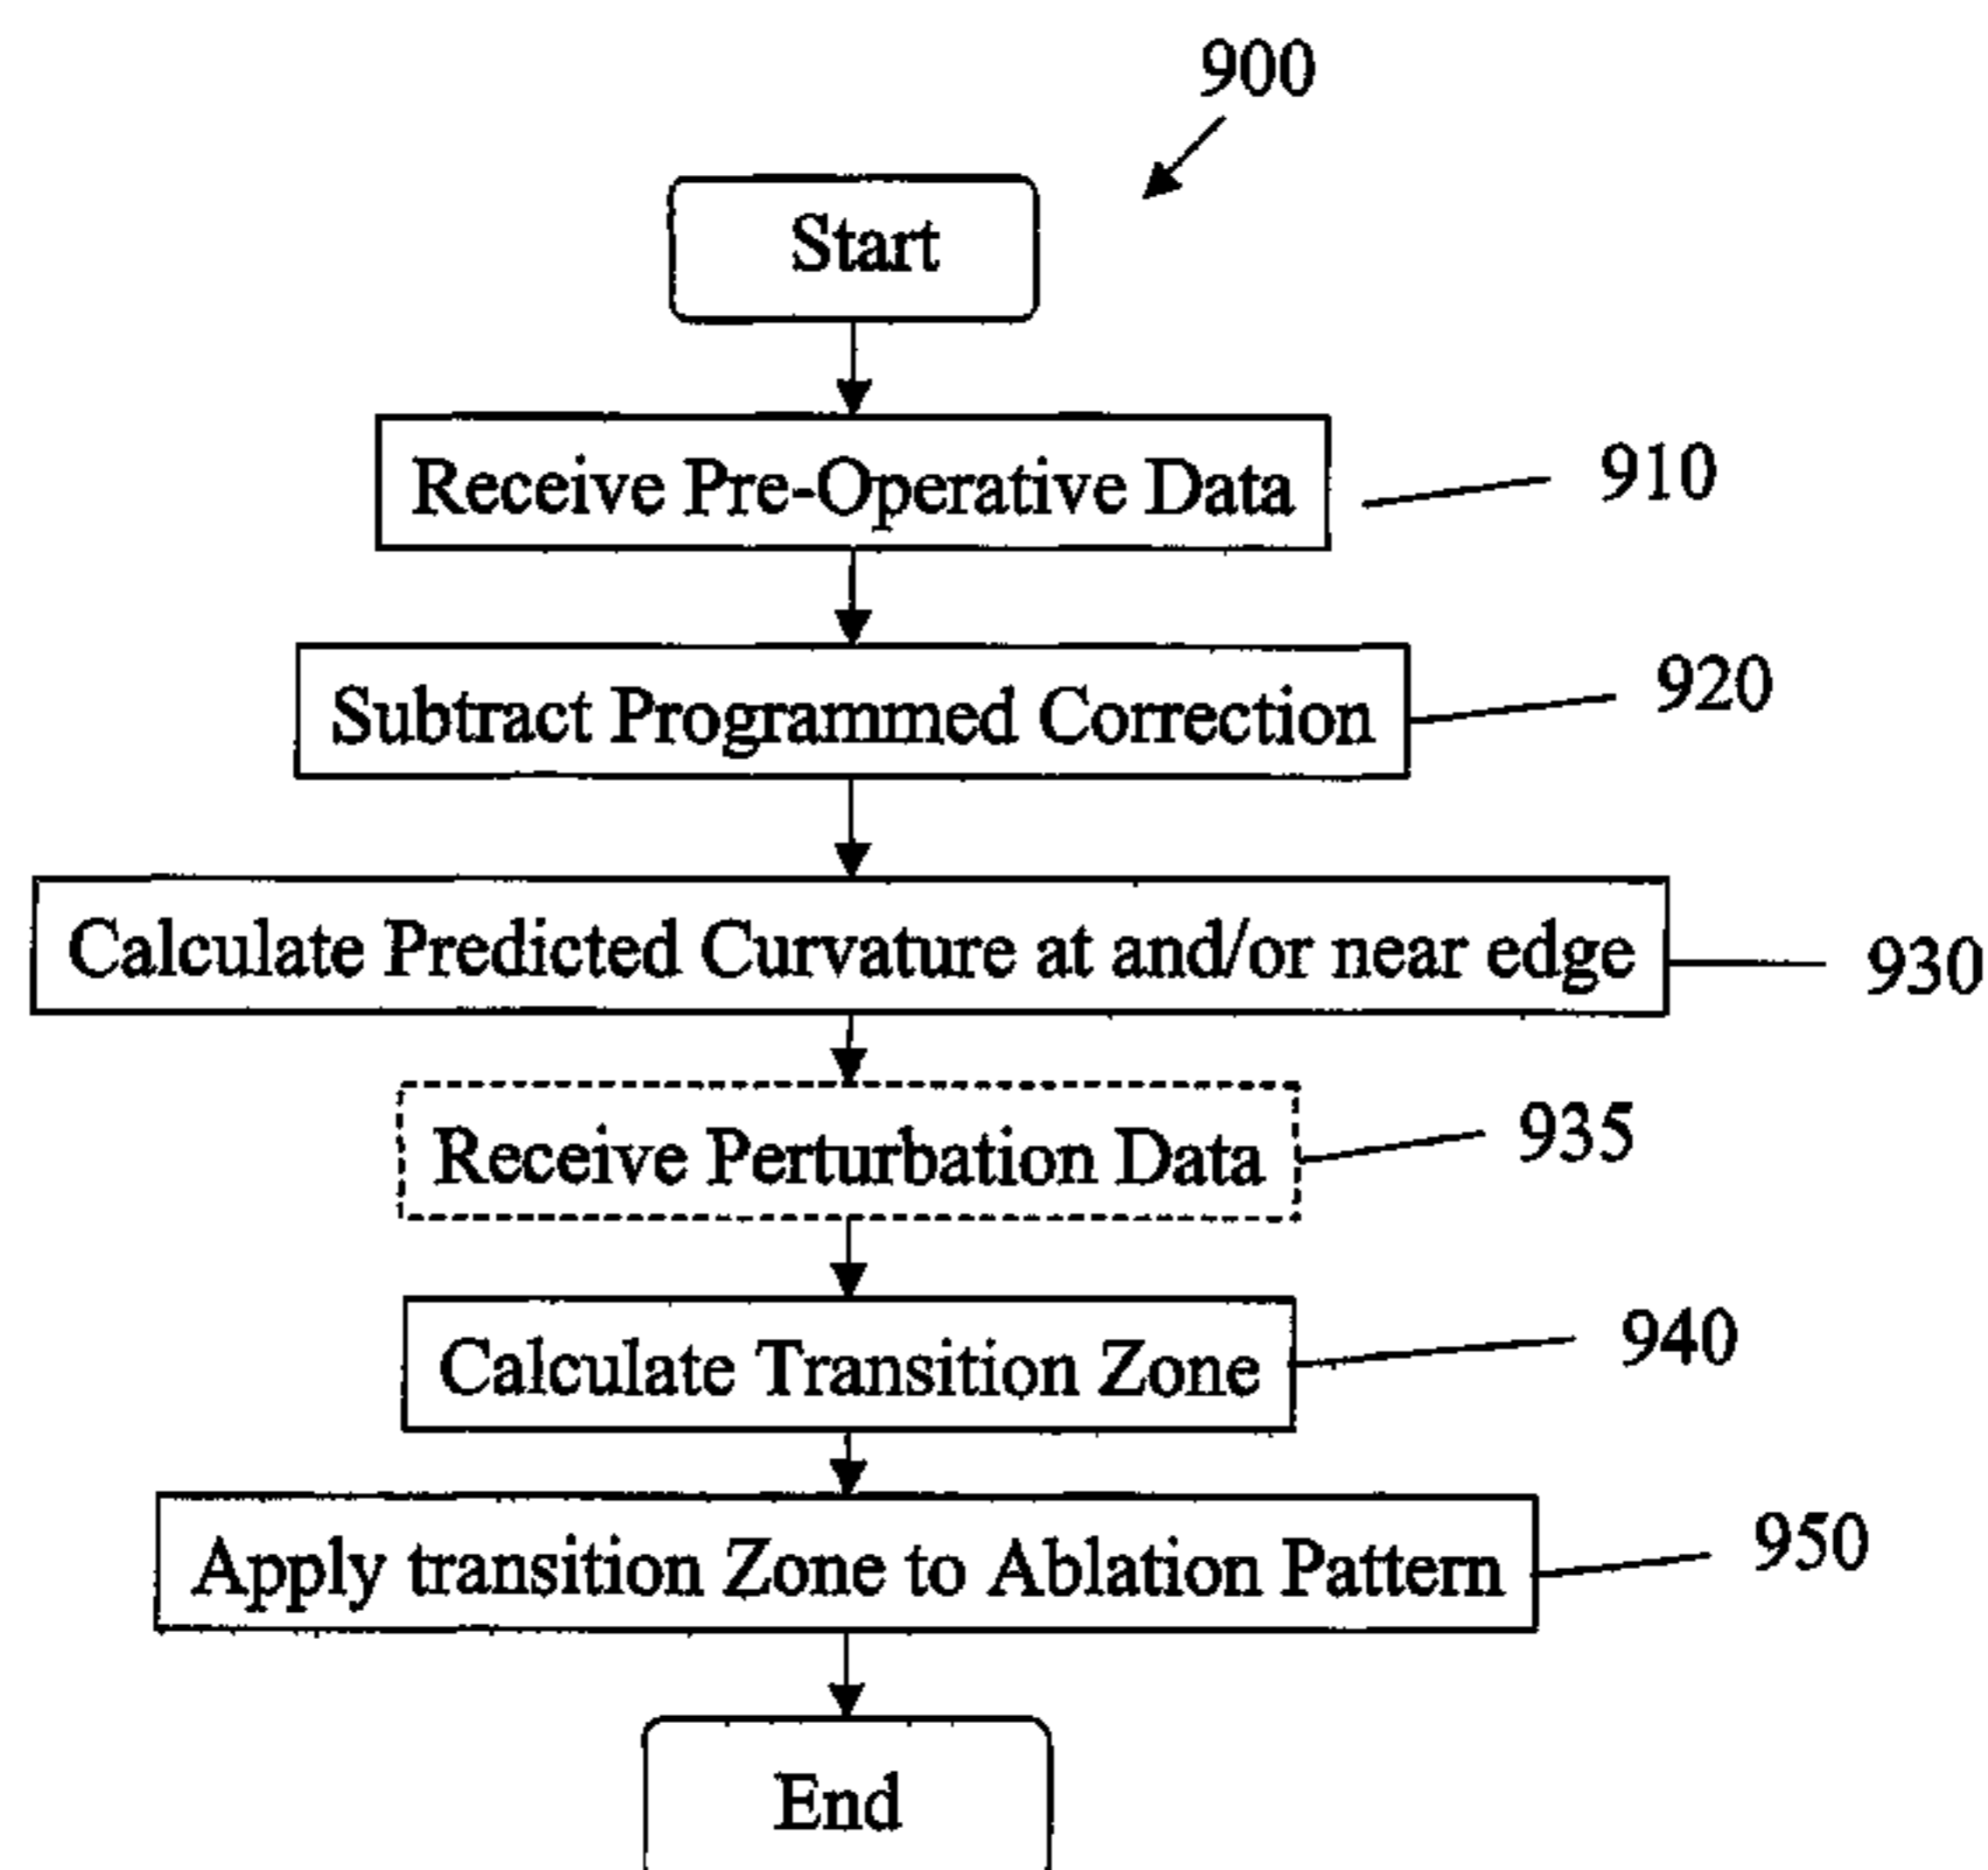 900
Start
Receive Pre-Operative Data
910
Subtract Programmed Correction
920
Calculate Predicted Curvature at and/or near edge
930
Receive Perturbation Data
935
Calculate Transition Zone
940
Apply transition Zone to Ablation Pattern
950
End